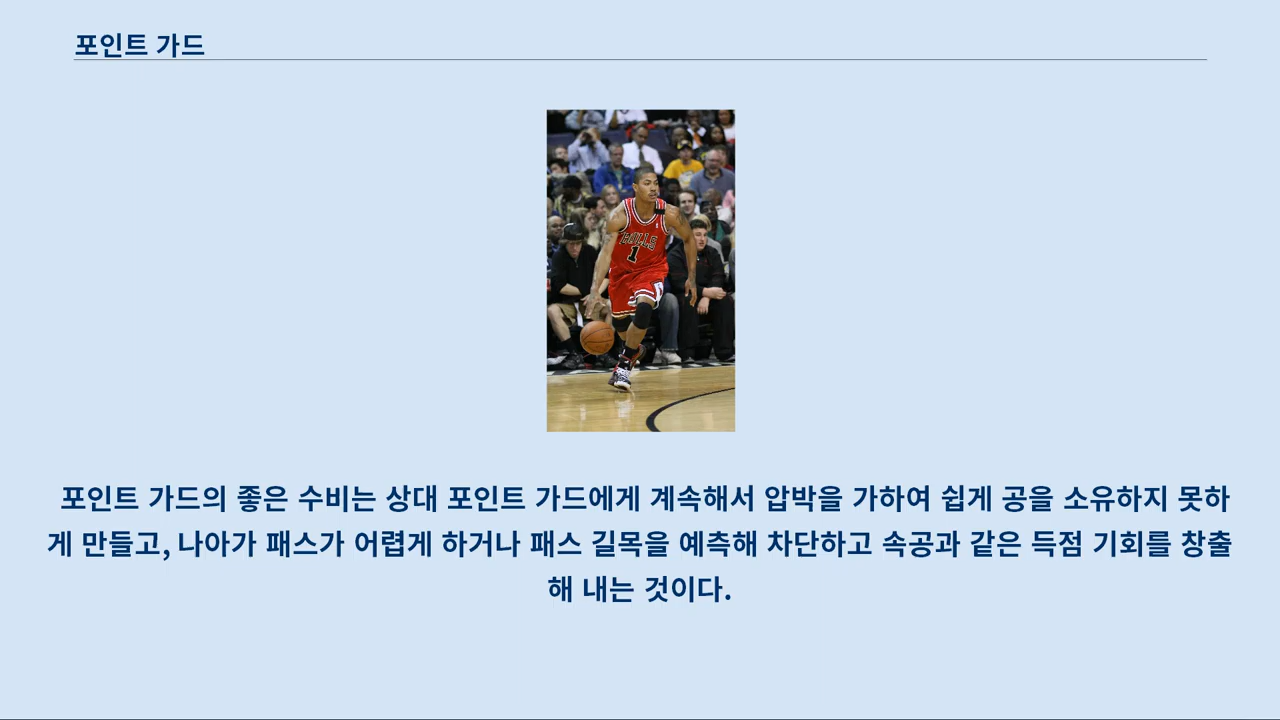 포인트 가드
BULLS
1
포인트 가드의 좋은 수비는 상대 포인트 가드에게 계속해서 압박을 가하여 쉽게 공을 소유하지 못하
게 만들고, 나아가 패스가 어렵게 하거나 패스 길목을 예측해 차단하고 속공과 같은 득점 기회를 창출
해 내는 것이다.